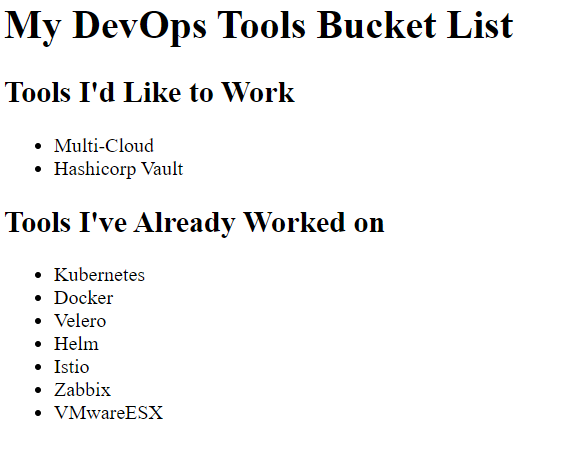 My DevOps Tools Bucket List
Tools I'd Like to Work
Multi-Cloud
Hashicorp Vault
Tools I've Already Worked on
Kubernetes
Docker
Velero
Helm
Istio
Zabbix
VMwareESX